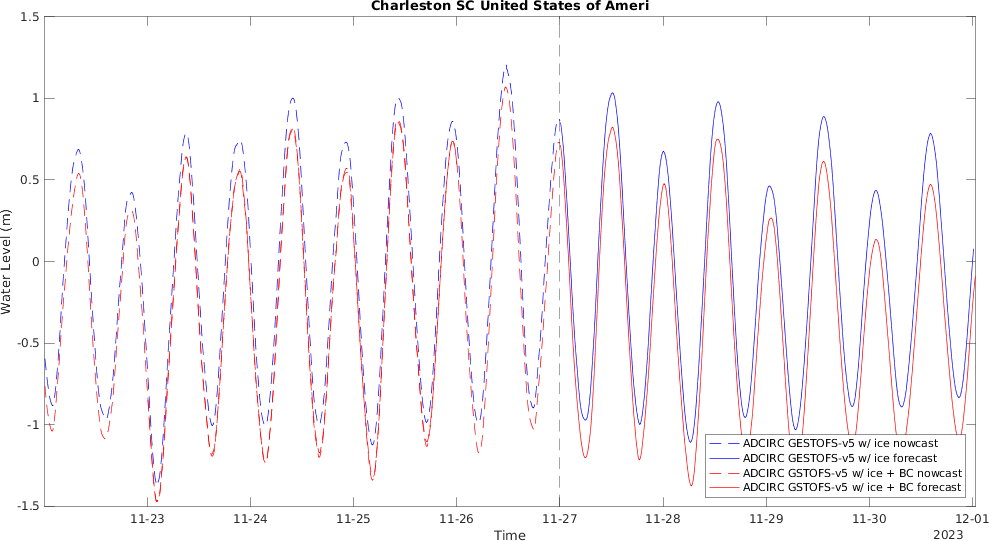 Charleston SC United States of Ameri
1.5
1
0.5
0
-0.5
-1
-1.5
Water Level (m)
ADCIRC GESTOFS-v5 w/ ice nowcast
ADCIRC GESTOFS-v5 w/ ice forecast
ADCIRC GSTOFS-v5 w/ ice + BC nowcast
ADCIRC GSTOFS-v5 w/ ice + BC forecast
11-23 11-24 11-25 11-26 11-27 11-28 11-29 11-30 12-01
Time
2023